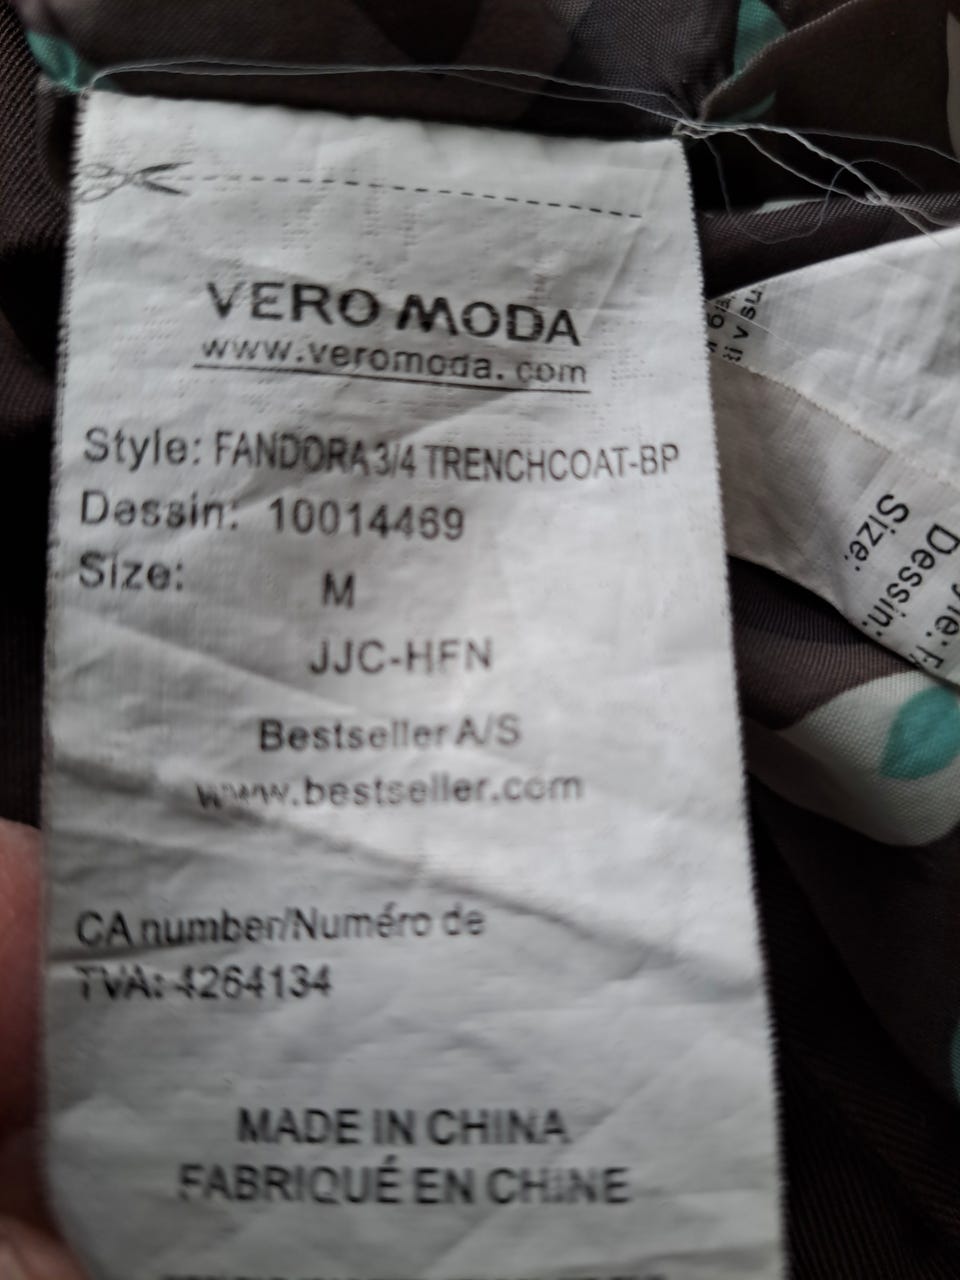 VERO MODA
www.veromoda.com
Style: FANDORA 3/4 TRENCHCOAT-BP
Dessin: 10014469
Size: M
JJC-HFN
Bestseller A/S
www.bestseller.com
CA number/Numéro de
TVA: 4264134
MADE IN CHINA
FABRIQUÉ EN CHINE
Size:
Dessin: